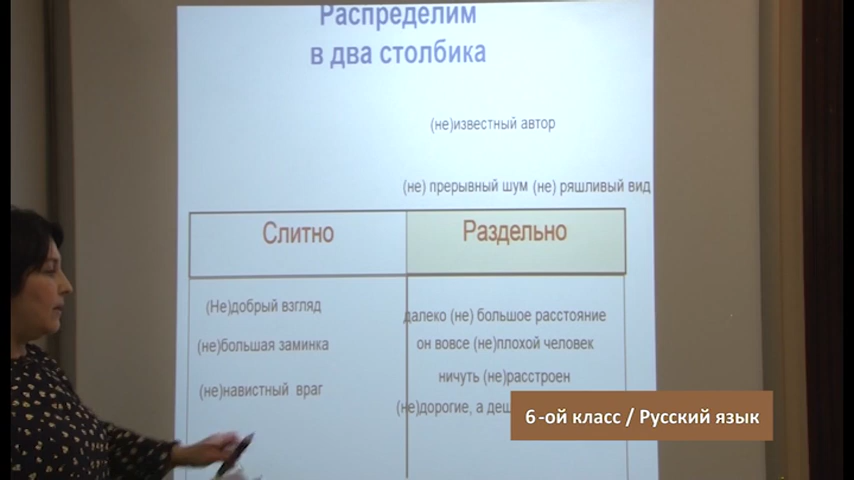 Распределим
в два столбика
(не)известный автор
(не) прерывный шум (не) ряшливый вид
Слитно Раздельно
(Не)добрый взгляд
(не)большая заминка
(не)навистный враг
далеко (не) большое расстояние
он вовсе (не)плохой человек
ничуть (не)расстроен
(не)дорогие, а
6-ой класс / Русский язык